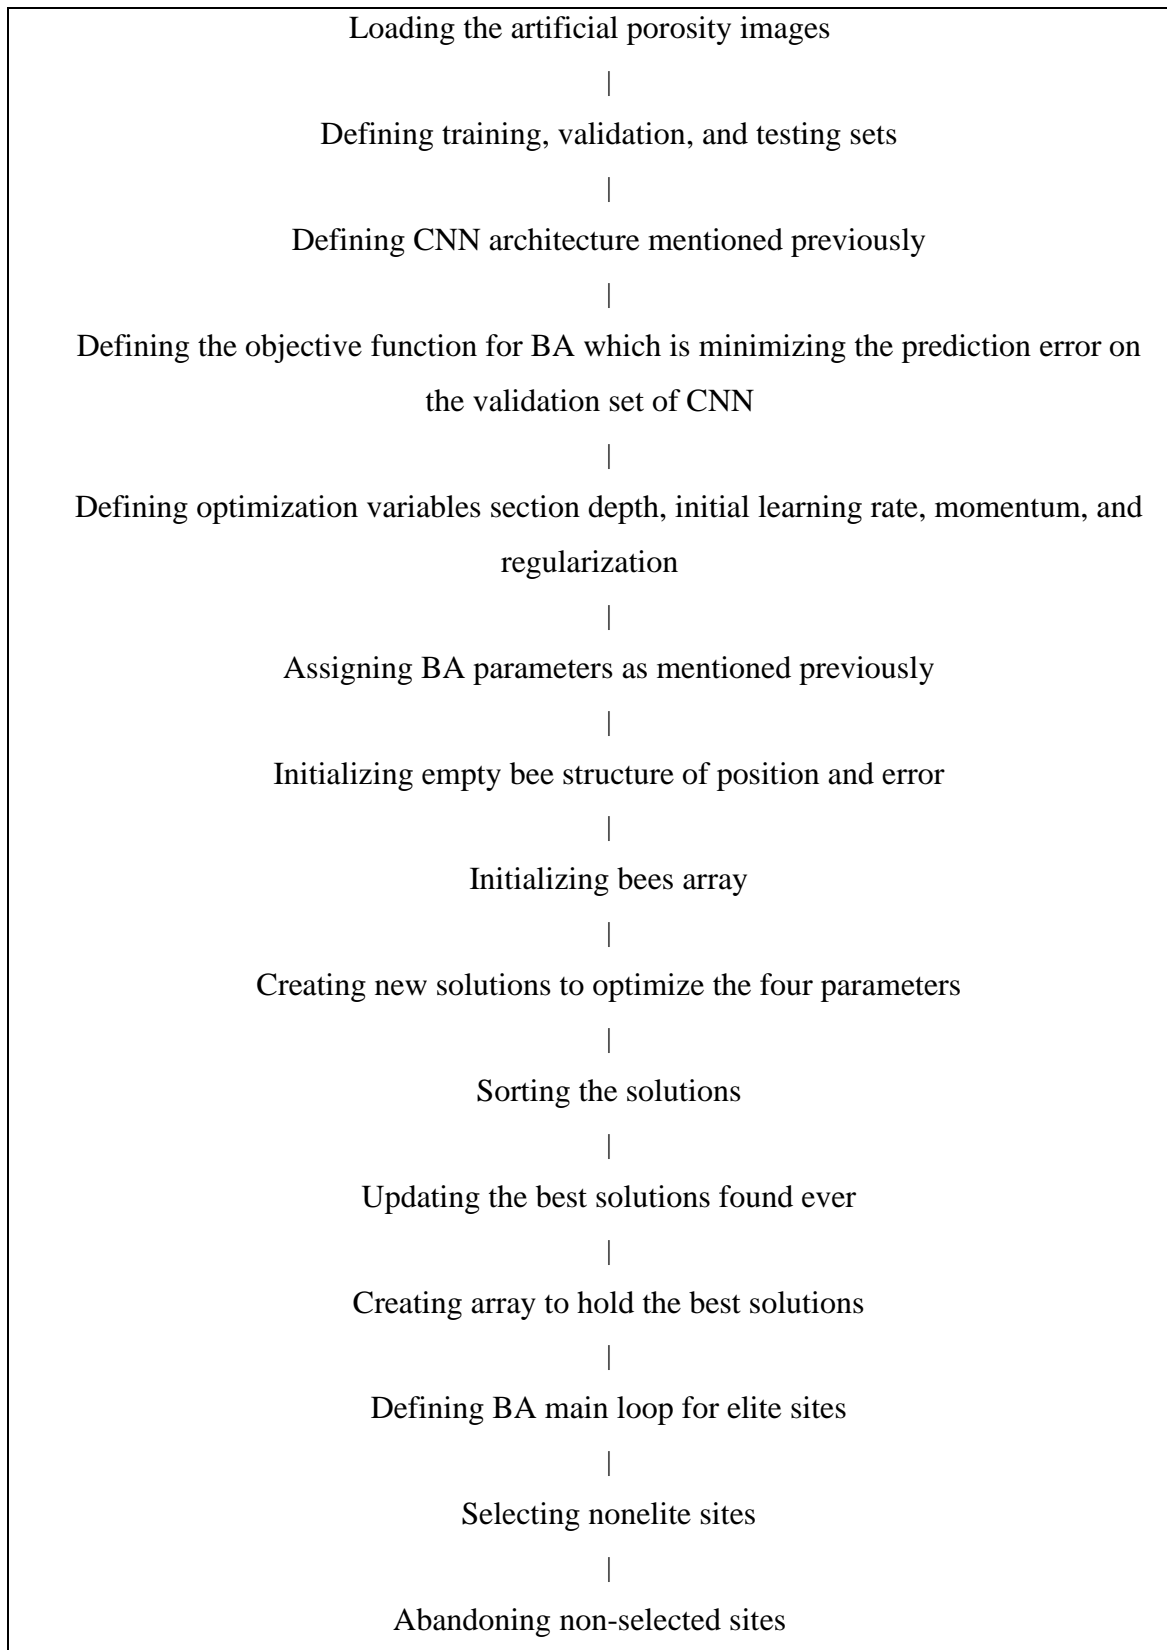 Loading the artificial porosity images
|
Defining training, validation, and testing sets
|
Defining CNN architecture mentioned previously
|
Defining the objective function for BA which is minimizing the prediction error on
the validation set of CNN
|
Defining optimization variables section depth, initial learning rate, momentum, and
regularization
|
Assigning BA parameters as mentioned previously
|
Initializing empty bee structure of position and error
|
Initializing bees array
|
Creating new solutions to optimize the four parameters
|
Sorting the solutions
|
Updating the best solutions found ever
|
Creating array to hold the best solutions
|
Defining BA main loop for elite sites
|
Selecting nonelite sites
|
Abandoning non-selected sites